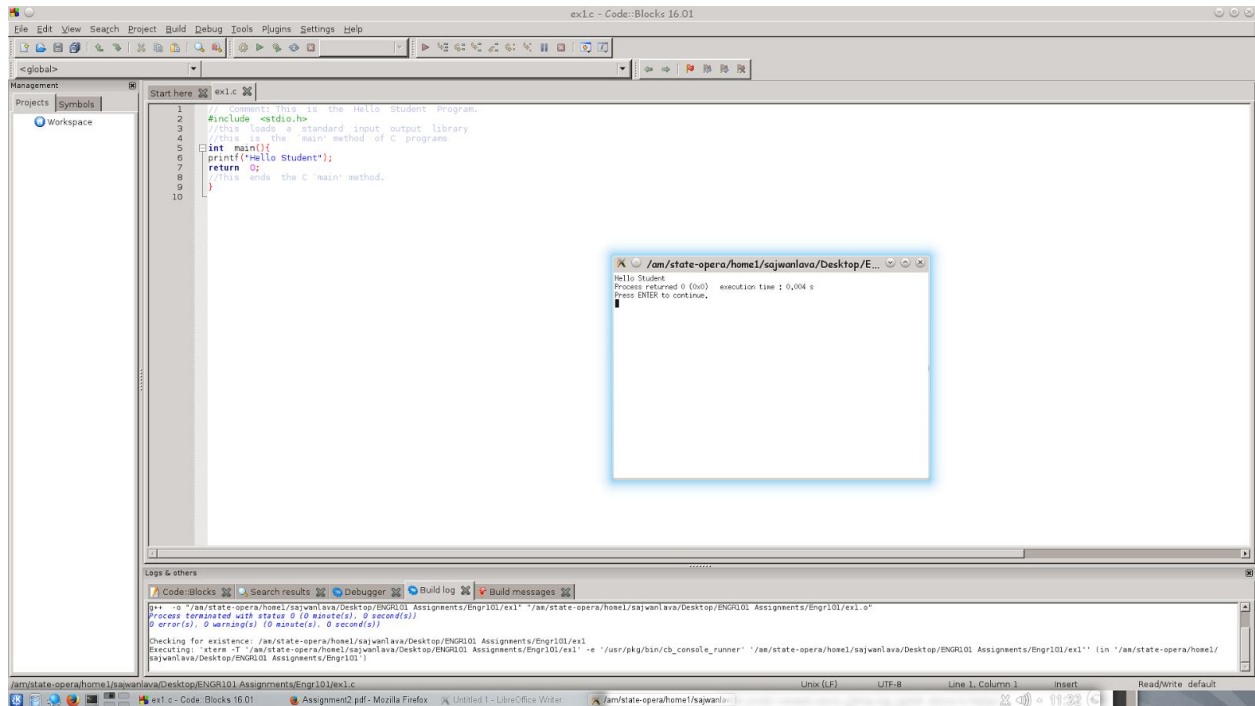 ex1.c - Code::Blocks 16.01
File Edit View Search Project Build Debug Tools Plugins Settings Help
<global>
Management
Projects Symbols
Workspace
Start here ex1.c
1 // Comment: This is the Hello Student Program.
2 #include <stdio.h>
3 //this loads a standard input output library
4 //this is the `main' method of C programs
5 int main(){
6 printf("Hello Student");
7 return 0;
8 //This ends the C `main' method.
9 }
10
/am/state-opera/home1/sajwanlava/Desktop/E...
Hello Student
Process returned 0 (0x0) execution time : 0.004 s
Press ENTER to continue.
Logs & others
Code::Blocks Search results Debugger Build log Build messages
g++ -o "/am/state-opera/home1/sajwanlava/Desktop/ENGR101 Assignments/Engr101/ex1" "/am/state-opera/home1/sajwanlava/Desktop/ENGR101 Assignments/Engr101/ex1.o"
Process terminated with status 0 (0 minute(s), 0 second(s))
0 error(s), 0 warning(s) (0 minute(s), 0 second(s))
Checking for existence: /am/state-opera/home1/sajwanlava/Desktop/ENGR101 Assignments/Engr101/ex1
Executing: 'xterm -T '/am/state-opera/home1/sajwanlava/Desktop/ENGR101 Assignments/Engr101/ex1' -e '/usr/pkg/bin/cb_console_runner' '/am/state-opera/home1/sajwanlava/Desktop/ENGR101 Assignments/Engr101/ex1'' (in '/am/state-opera/home1/
sajwanlava/Desktop/ENGR101 Assignments/Engr101')
/am/state-opera/home1/sajwanlava/Desktop/ENGR101 Assignments/Engr101/ex1.c Unix (LF) UTF-8 Line 1, Column 1 Insert Read/Write default
ex1.c - Code::Blocks 16.01 Assignment2.pdf - Mozilla Firefox Untitled 1 - LibreOffice Writer /am/state-opera/home1/sajwanla 11:32